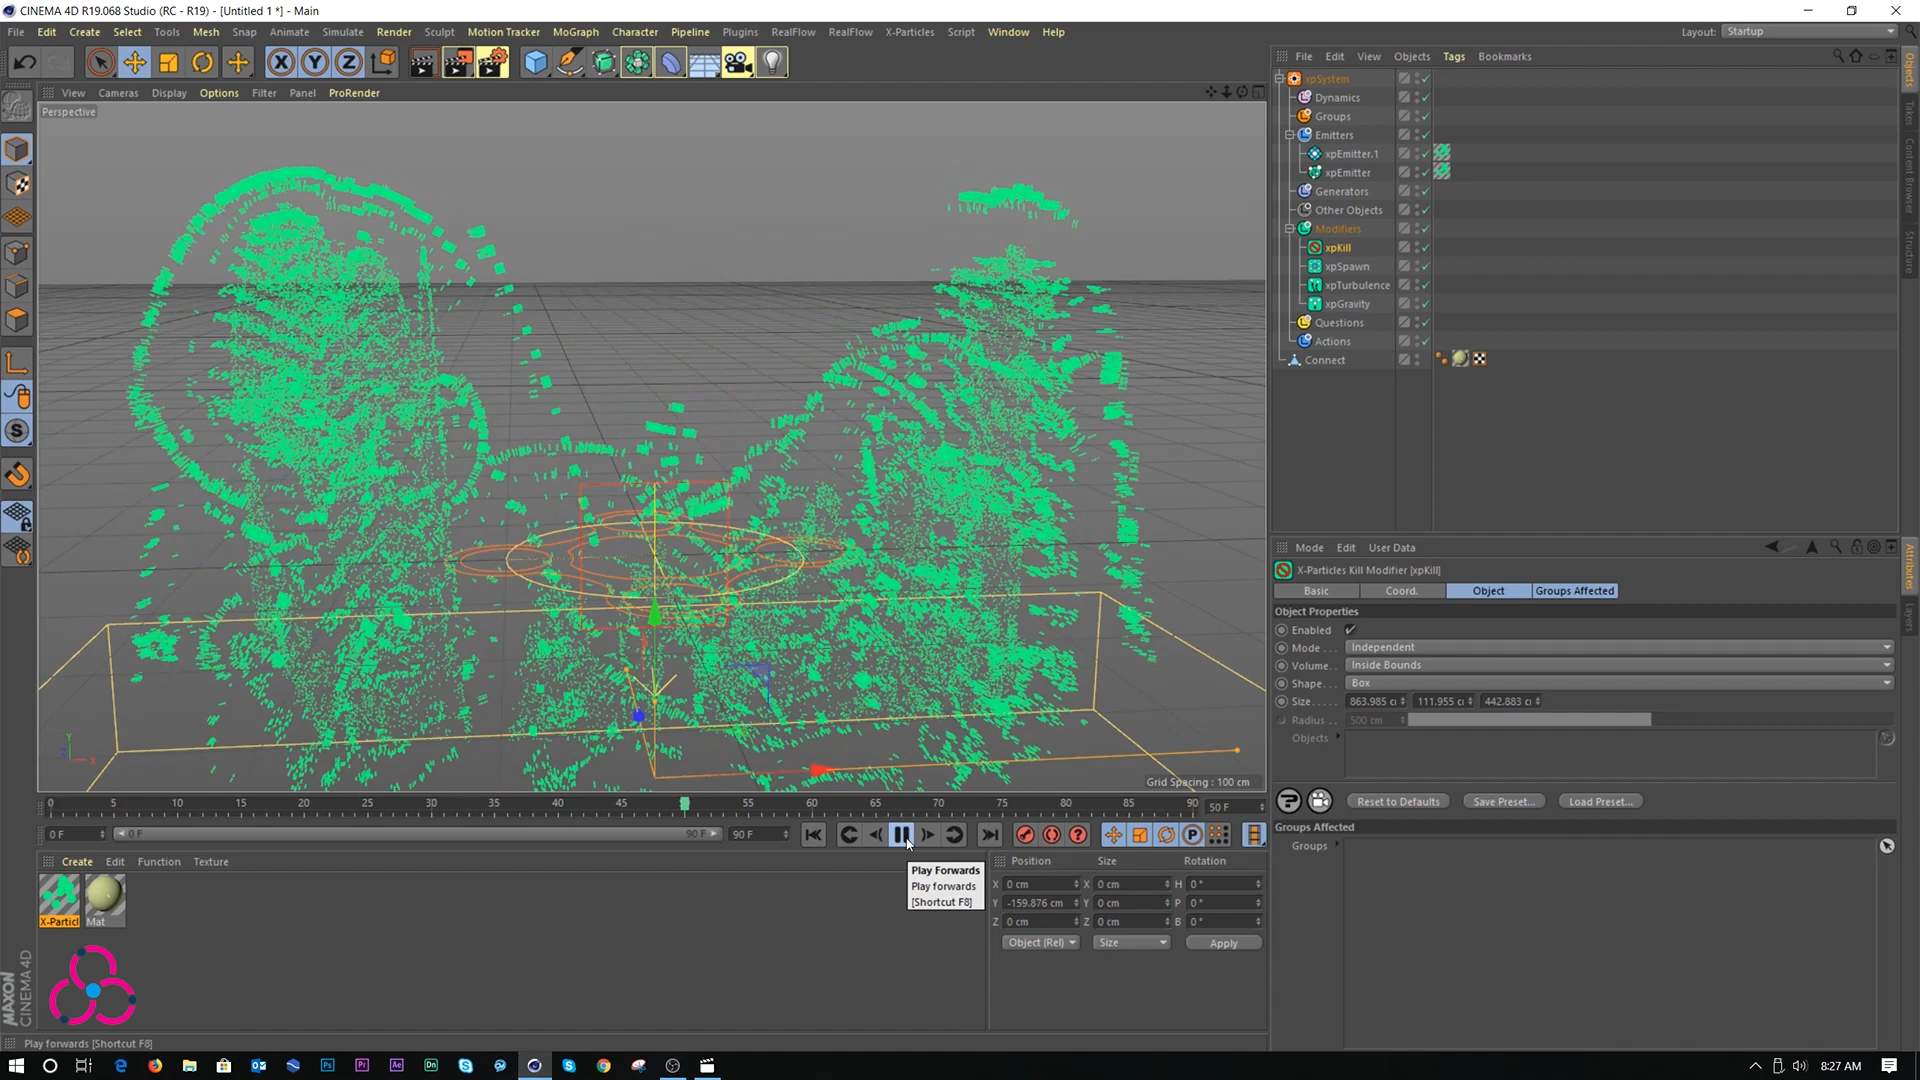 CINEMA 4D R19.068 Studio (RC - R19) - [Untitled 1 *] - Main
File Edit Create Select Tools Mesh Snap Animate Simulate Render Sculpt Motion Tracker MoGraph Character Pipeline Plugins RealFlow RealFlow X-Particles Script Window Help
Layout: Startup
View Cameras Display Options Filter Panel ProRender
Perspective
Grid Spacing : 100 cm
File Edit View Objects Tags Bookmarks
xpSystem
Dynamics
Groups
Emitters
xpEmitter.1
xpEmitter
Generators
Other Objects
Modifiers
xpKill
xpSpawn
xpTurbulence
xpGravity
Questions
Actions
Connect
Objects
Takes
Content Browser
Structure
Mode Edit User Data
X-Particles Kill Modifier [xpKill]
Basic Coord. Object Groups Affected
Object Properties
Enabled
Mode . . . Independent
Volume. . Inside Bounds
Shape. . . Box
Size. . . . . 863.985 cı 111.955 cı 442.883 cı
Radius . . 500 cm
Objects
Reset to Defaults Save Preset... Load Preset...
Groups Affected
Groups
Attributes
Layers
0 5 10 15 20 25 30 35 40 45 55 60 65 70 75 80 85 90 50 F
0 F 0 F 90 F 90 F
Play Forwards
Play forwards
[Shortcut F8]
Create Edit Function Texture
X-Particl Mat
Position Size Rotation
X 0 cm X 0 cm H 0 °
Y -159.876 cm Y 0 cm P 0 °
Z 0 cm Z 0 cm B 0 °
Object (Rel) Size Apply
MAXON
CINEMA 4D
Play forwards [Shortcut F8]
8:27 AM